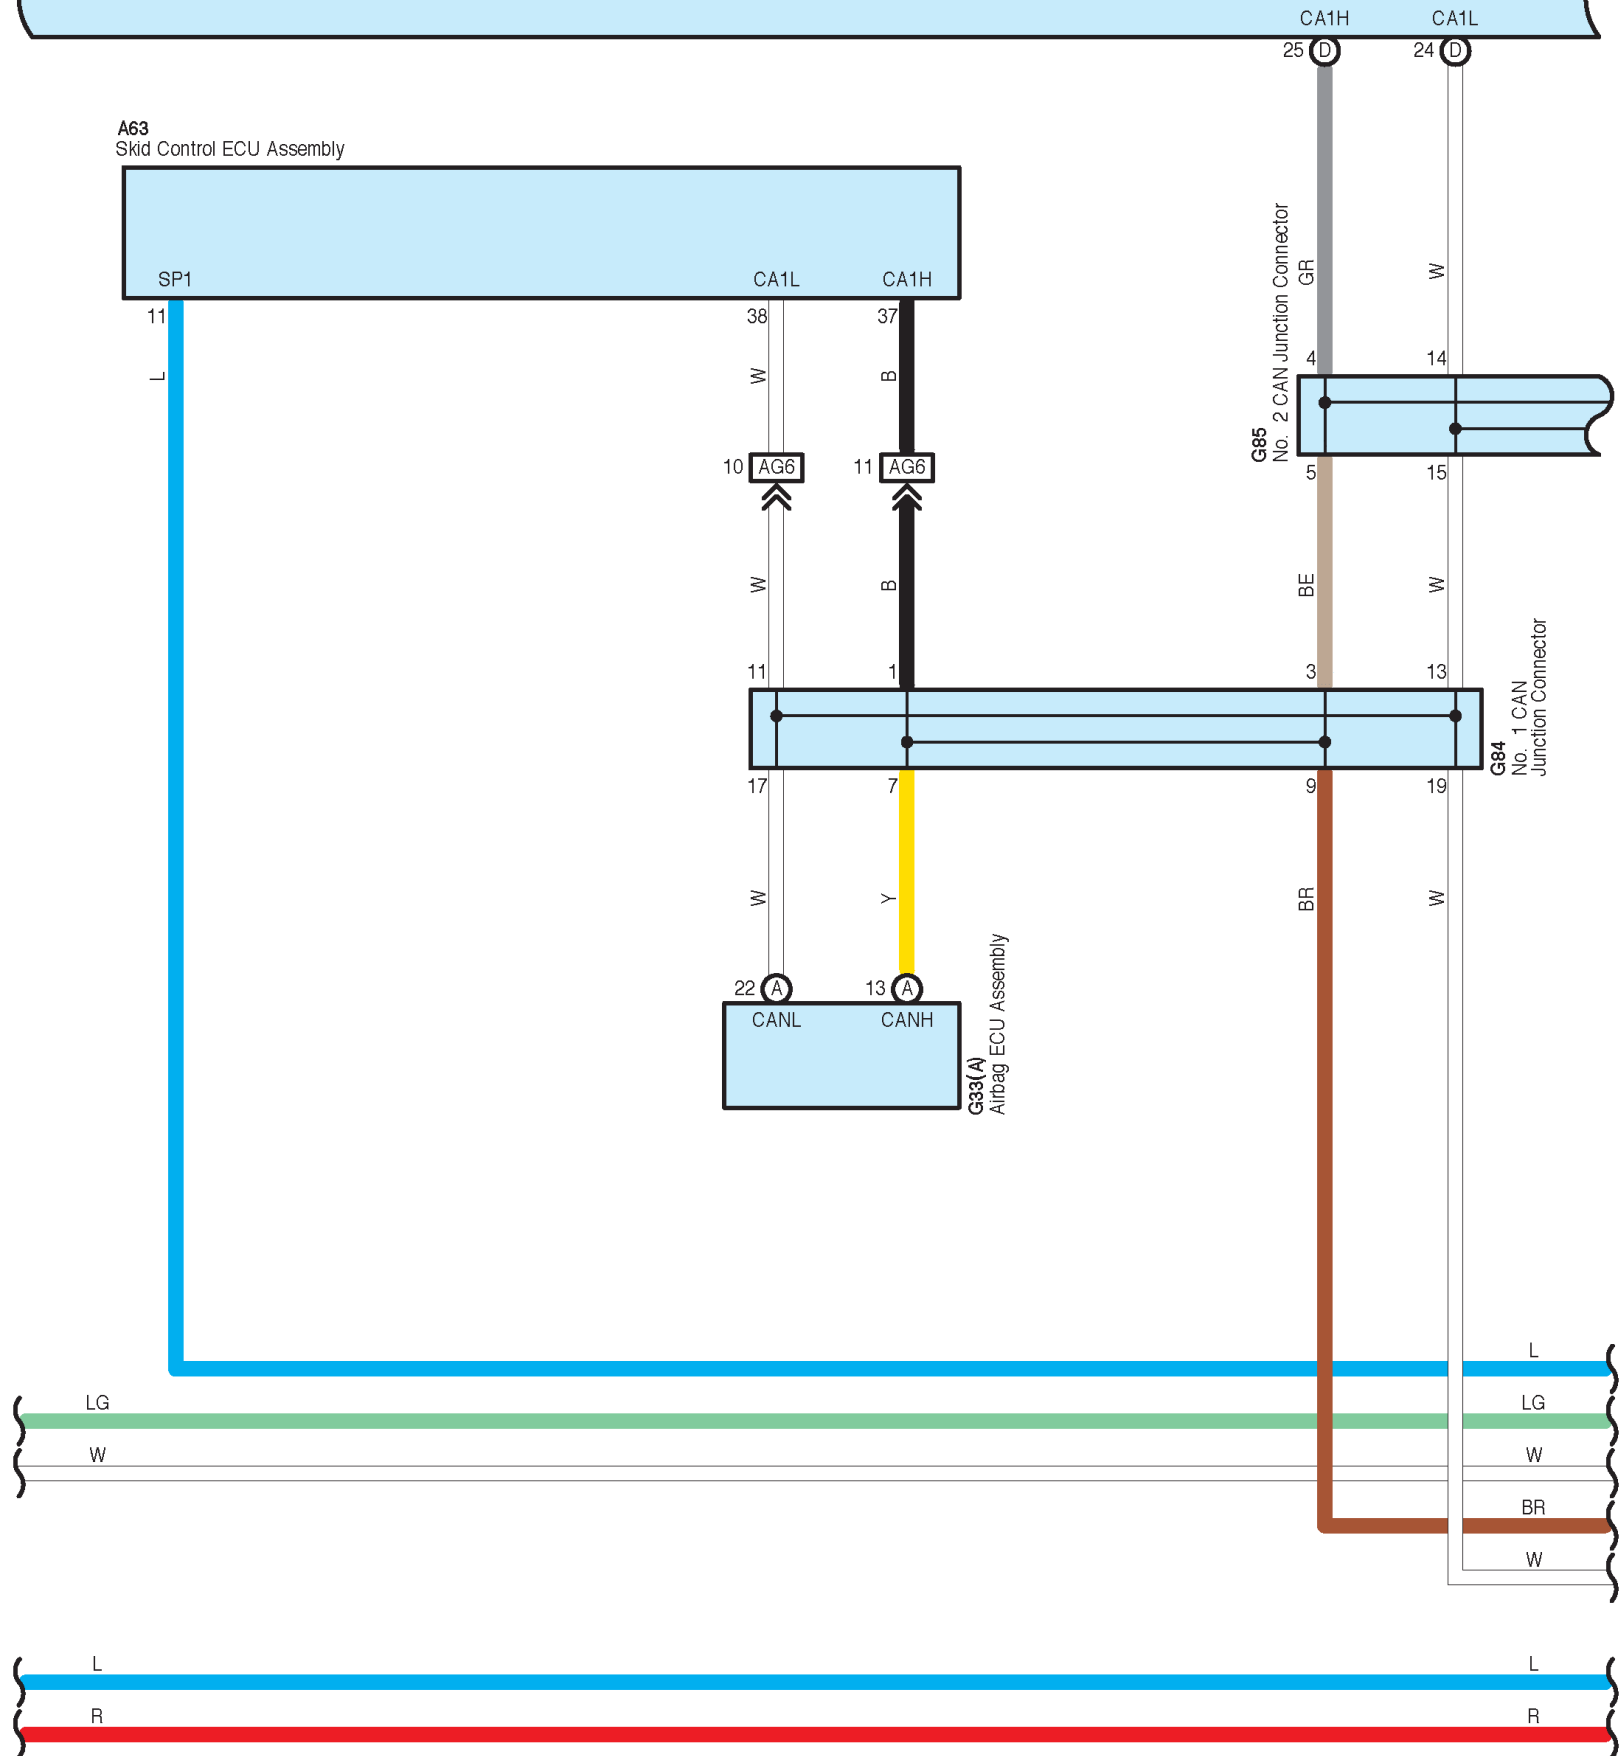 CA1H CA1L
25 D 24 D
A63
Skid Control ECU Assembly
SP1 CA1L CA1H
11 38 37
L W B GR W
4 14
G85
No. 2 CAN Junction Connector
10 AG6 11 AG6
5 15
W B BE W
11 1 3 13
G84
No. 1 CAN
Junction Connector
17 7 9 19
W Y BR W
22 A 13 A
CANL CANH
G33(A)
Airbag ECU Assembly
L
LG LG
W W
BR
W
L L
R R